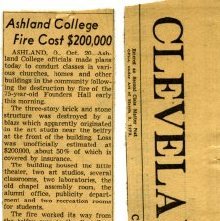 Ashland College
Fire Cost $200,000
ASHLAND, O. Oct. 20. Ash-
land College officials made plans
today to conduct classes in vari-
ous churches, homes and other
buildings in the community follow-
ing the destruction by fire of the
75-year-old Founders Hall early
this morning.
The three-story brick and stone
structure was destroyed by a
blaze which apparently originated
in the art studio near the belfry
at the front of the building. Loss
was unofficially estimated at
$200,000, about 50% of which is
covered by insurance.
The building housed the little
theater, two art studios, several
classrooms, two laboratories, the
old chapel assembly room, the
alumni office, publicity depart-
ment and two recreation rooms
for students.
The fire worked its way from
CLEVELA